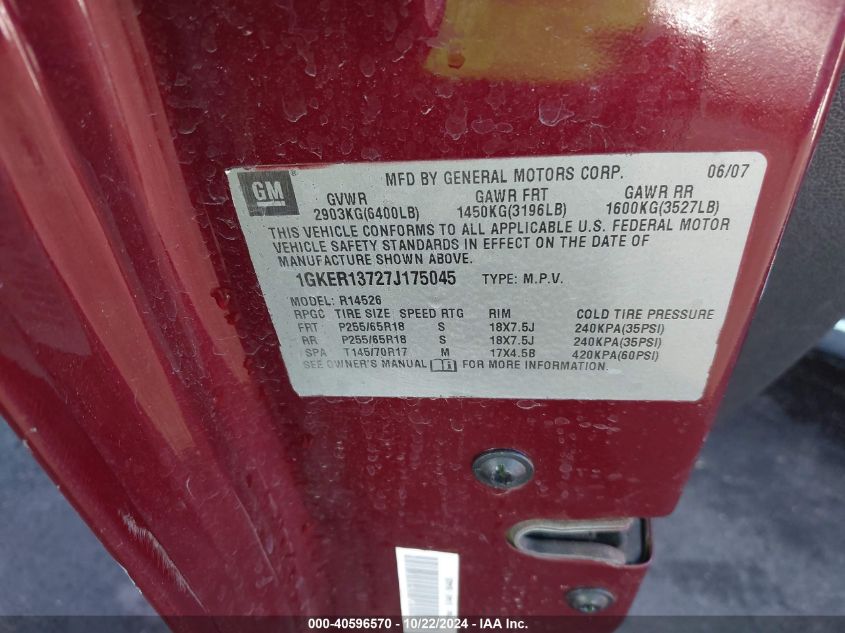 GM
®
MFD BY GENERAL MOTORS CORP. 06/07
GVWR GAWR FRT GAWR RR
2903KG(6400LB) 1450KG(3196LB) 1600KG(3527LB)
THIS VEHICLE CONFORMS TO ALL APPLICABLE U.S. FEDERAL MOTOR
VEHICLE SAFETY STANDARDS IN EFFECT ON THE DATE OF
MANUFACTURE SHOWN ABOVE.
1GKER13727J175045 TYPE: M.P.V.
MODEL: R14526
RPGC TIRE SIZE SPEED RTG RIM COLD TIRE PRESSURE
FRT P255/65R18 S 18X7.5J 240KPA(35PSI)
RR P255/65R18 S 18X7.5J 240KPA(35PSI)
SPA T145/70R17 M 17X4.5B 420KPA(60PSI)
SEE OWNER'S MANUAL FOR MORE INFORMATION.
000-40596570 - 10/22/2024 - IAA Inc.